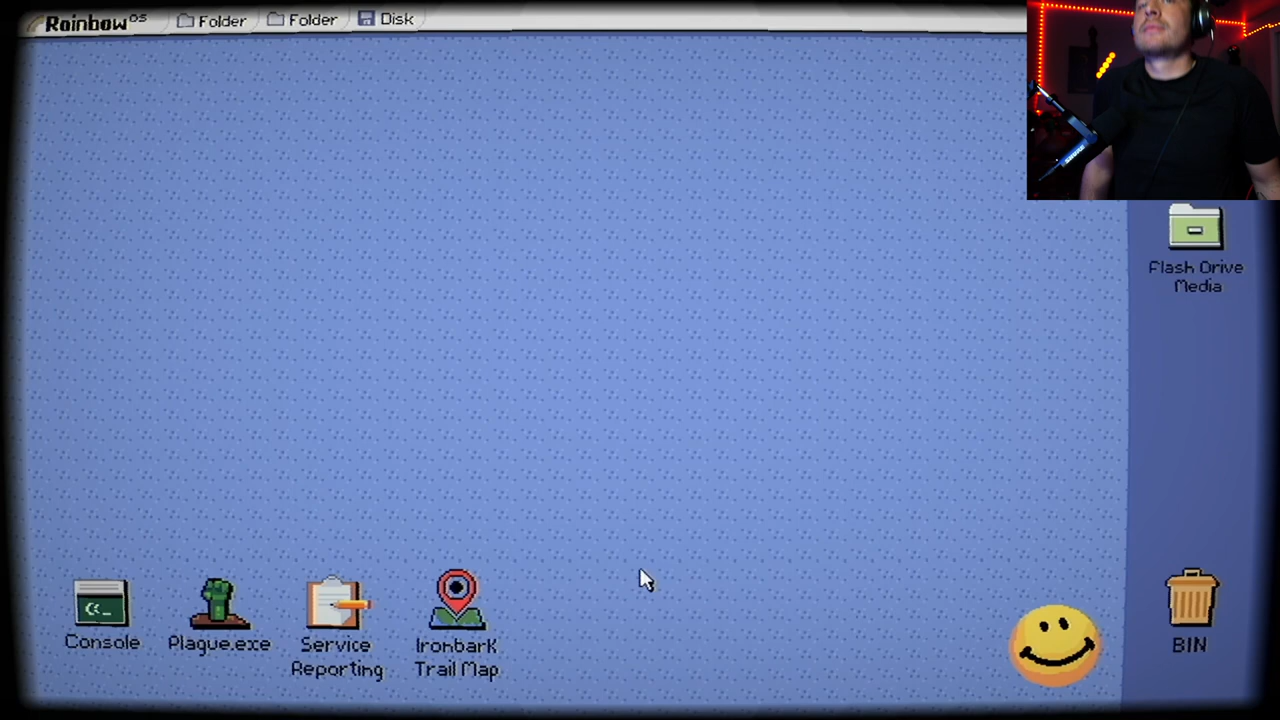 Rainbow OS Folder Folder Disk
Flash Drive
Media
Console
Plague.exe
Service
Reporting
Ironbark
Trail Map
BIN